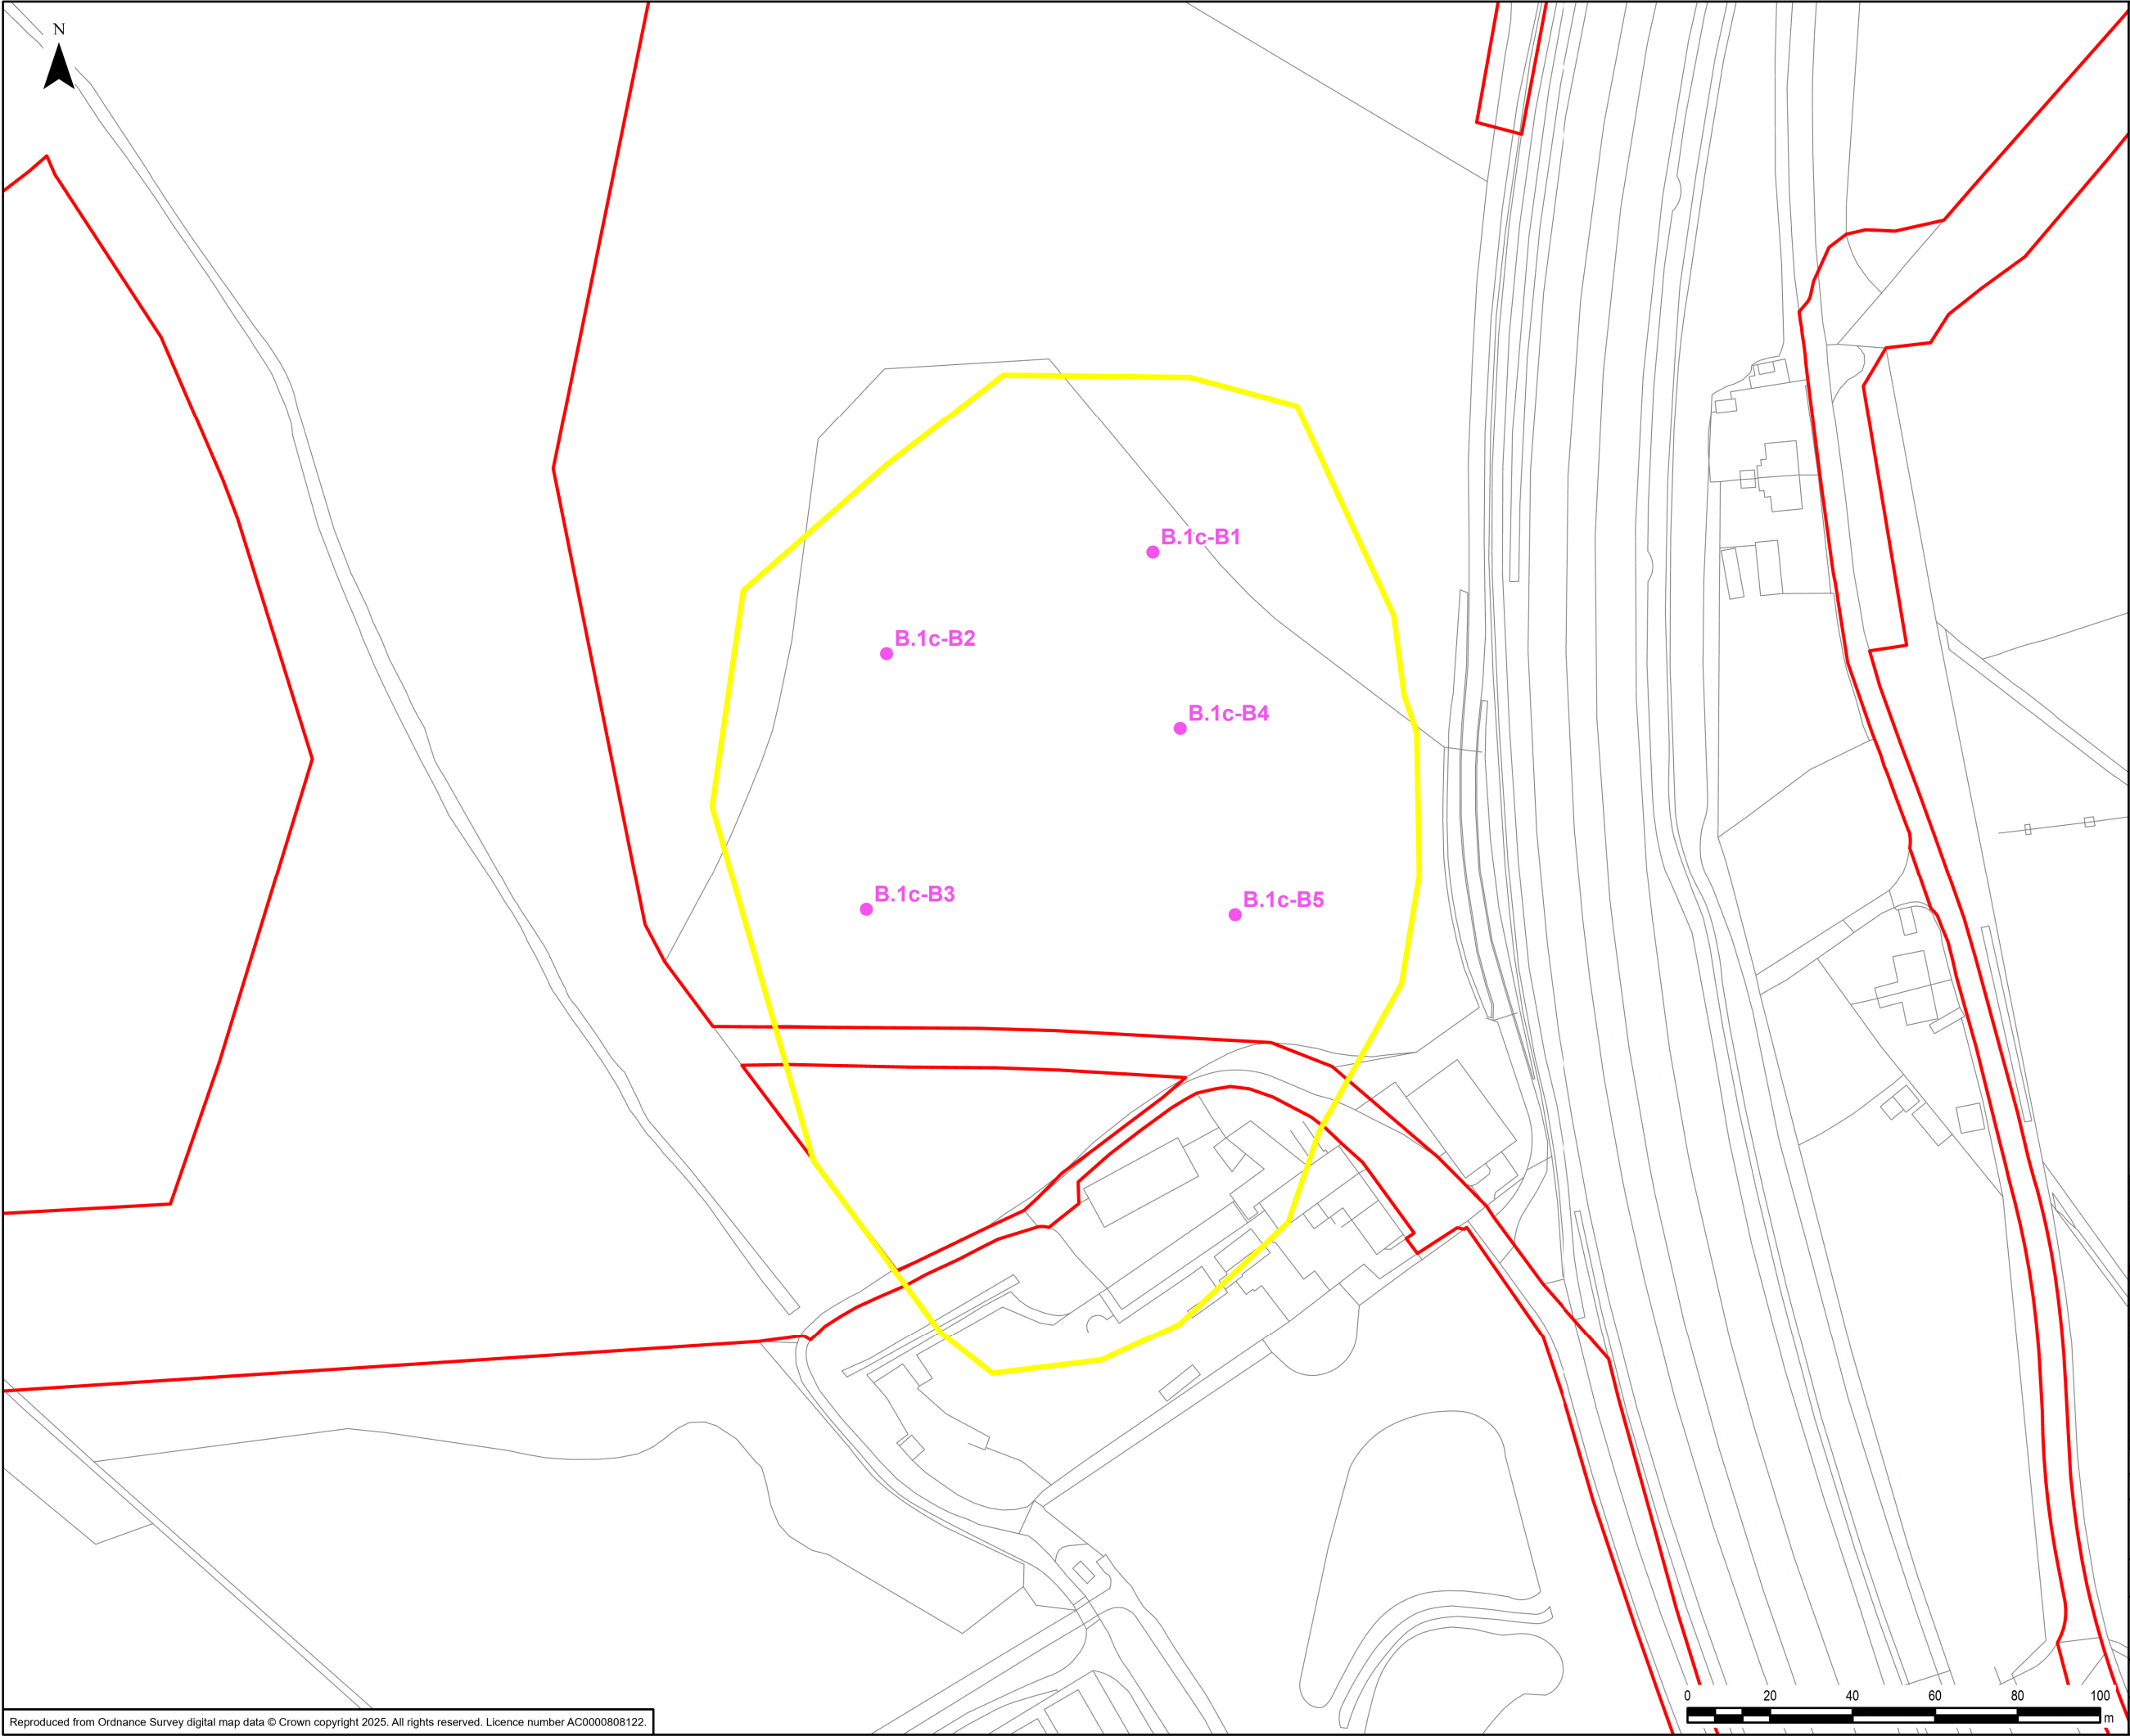 N
B.1c-B1
B.1c-B2
B.1c-B4
B.1c-B3
B.1c-B5
0 20 40 60 80 100
m
Reproduced from Ordnance Survey digital map data © Crown copyright 2025. All rights reserved. Licence number AC0000808122.